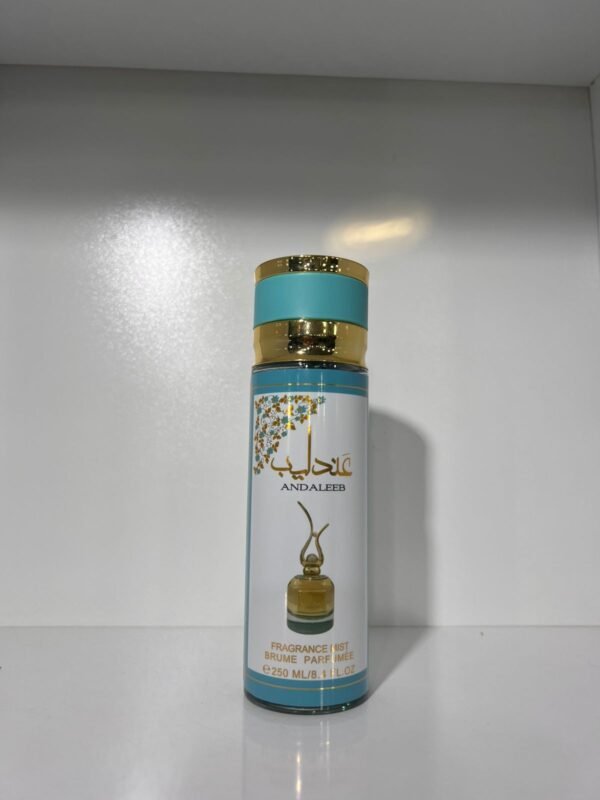 عندليب
ANDALEEB
FRAGRANCE MIST
BRUME PARFUMÉE
℮250 ML/8.1 FL.OZ